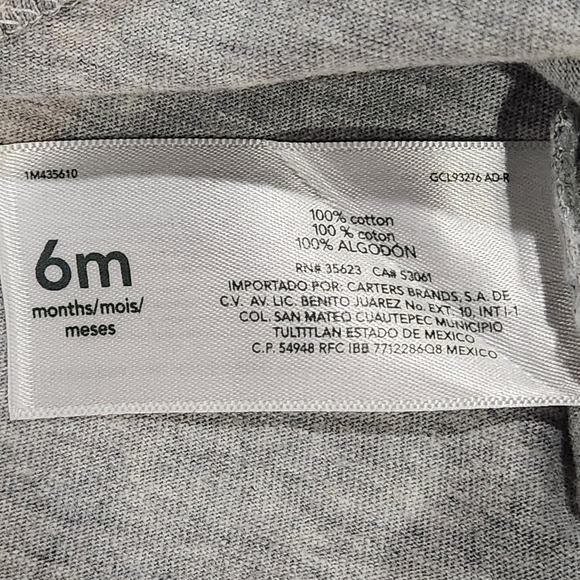 1M435610
GCL93276 AD-R
6m
months/mois/
meses
100% cotton
100 % coton
100% ALGODÓN
RN# 35623 CA# 53061
IMPORTADO POR: CARTERS BRANDS, S.A. DE
C.V. AV. LIC. BENITO JUAREZ No. EXT. 10, INT I-1
COL. SAN MATEO CUAUTEPEC MUNICIPIO
TULTITLAN ESTADO DE MEXICO
C.P. 54948 RFC IBB 7712286Q8 MEXICO